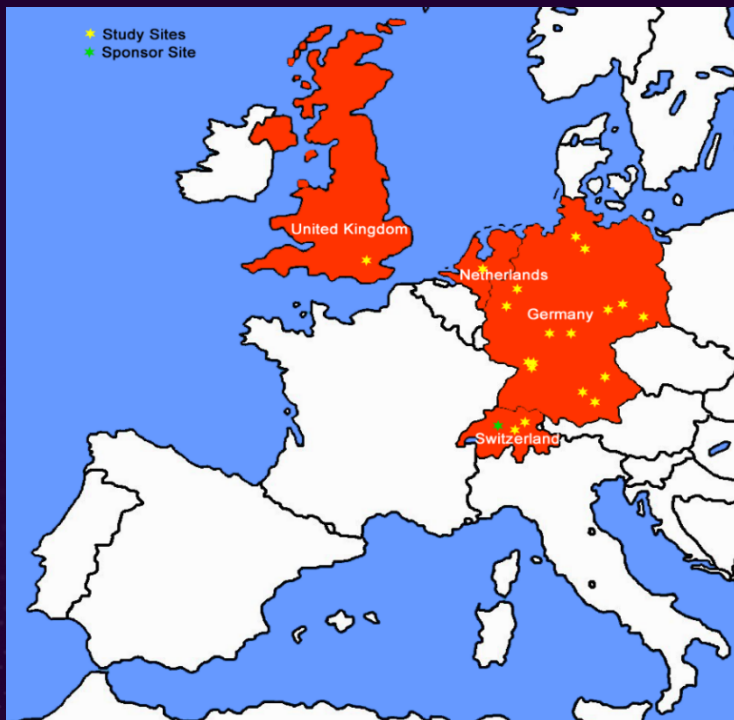 Study Sites
Sponsor Site
United Kingdom
Netherlands
Germany
Switzerland